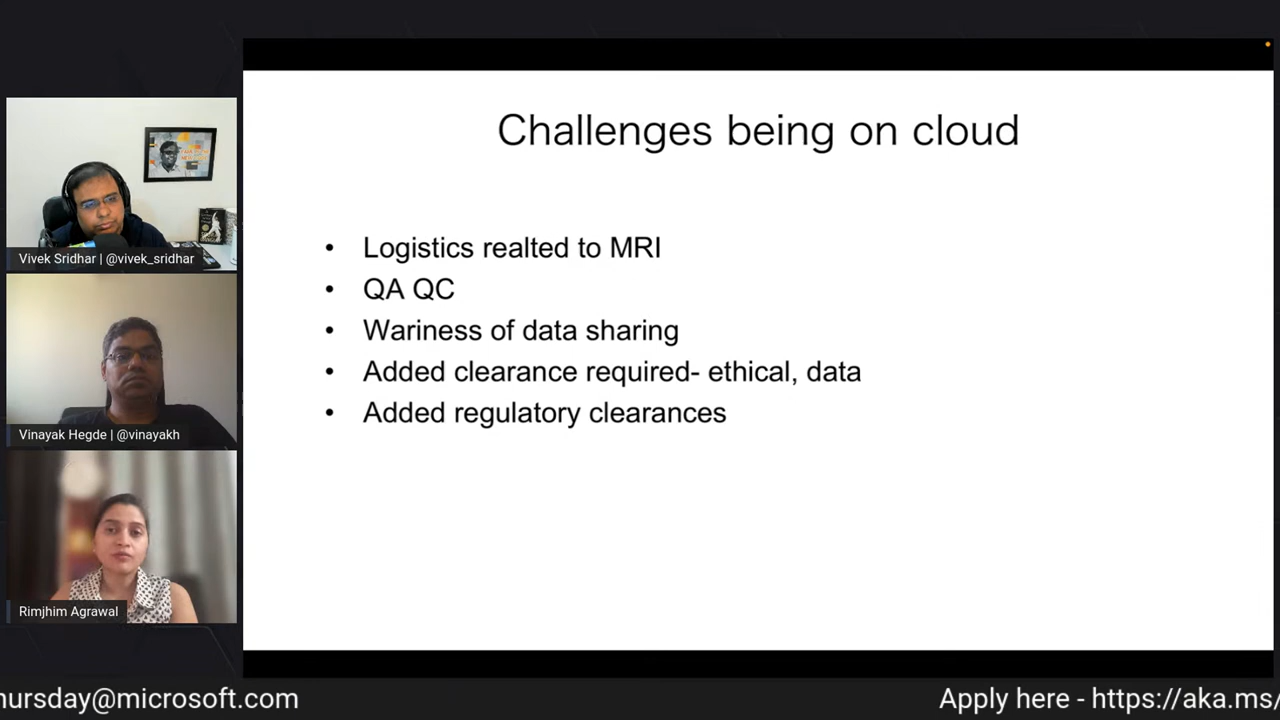 Challenges being on cloud
• Logistics realted to MRI
• QA QC
• Wariness of data sharing
• Added clearance required- ethical, data
• Added regulatory clearances
Vivek Sridhar | @vivek_sridhar
Vinayak Hegde | @vinayakh
Rimjhim Agrawal
hursday@microsoft.com
Apply here - https://aka.ms/